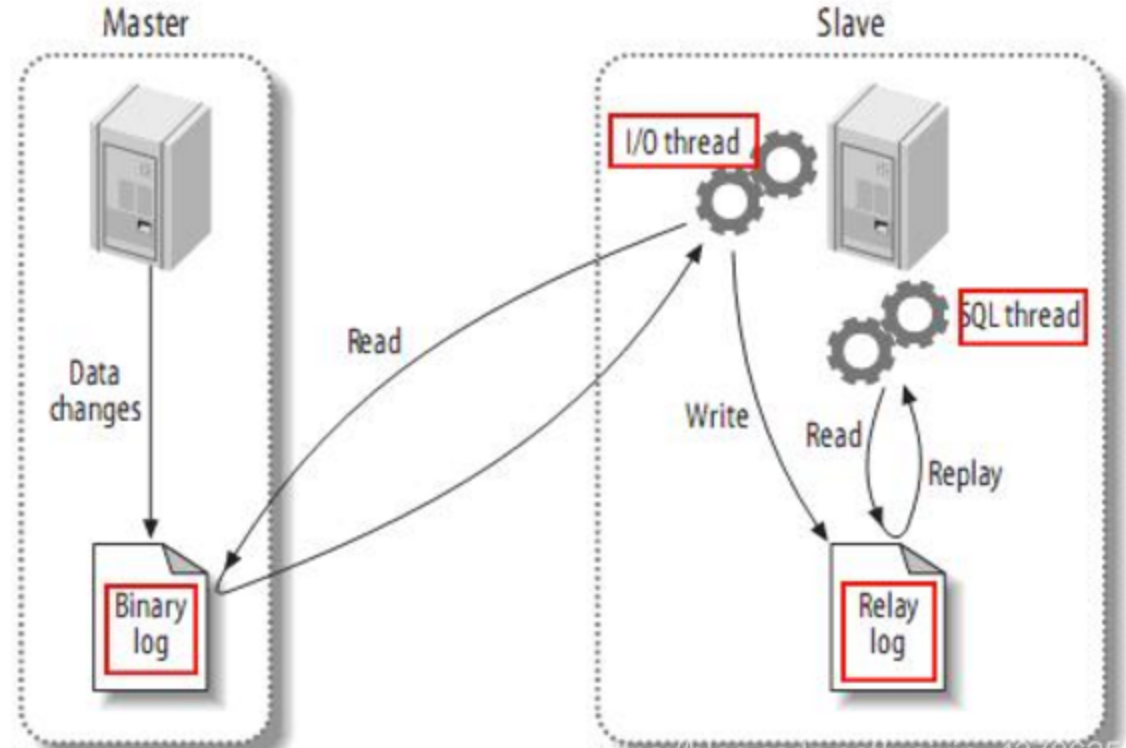 Master
Slave
I/O thread
SQL thread
Read
Data
changes
Write
Read
Replay
Binary
log
Relay
log